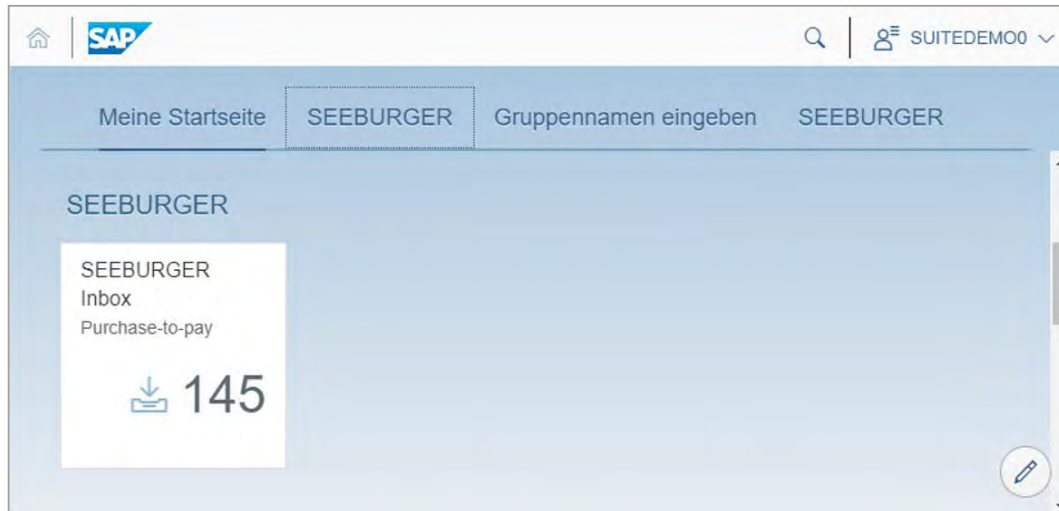 SAP SUITEDEMO0
Meine Startseite SEEBURGER Gruppennamen eingeben SEEBURGER
SEEBURGER
SEEBURGER
Inbox
Purchase-to-pay
145